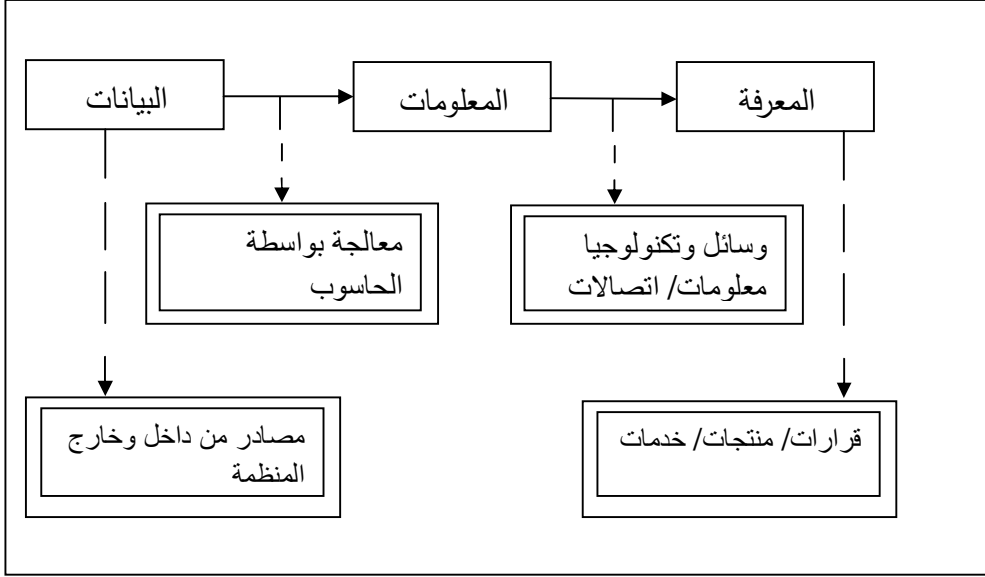 البيانات
المعلومات
المعرفة
معالجة بواسطة
الحاسوب
وسائل وتكنولوجيا
معلومات/ اتصالات
مصادر من داخل وخارج
المنظمة
قرارات/ منتجات/ خدمات